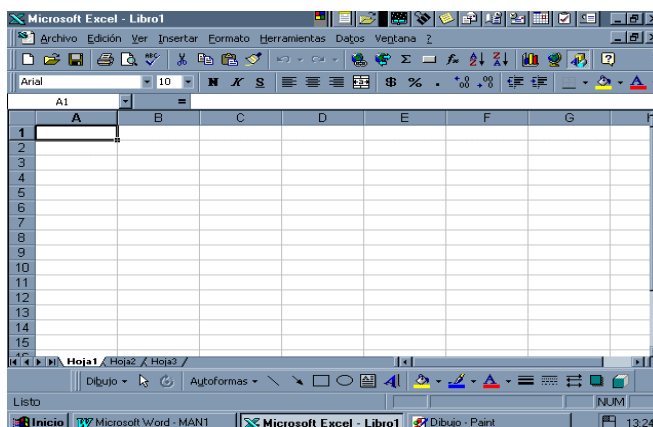 Microsoft Excel - Libro1
Archivo Edición Ver Insertar Formato Herramientas Datos Ventana ?
Arial 10 N K S $ %
A1 =
A B C D E F G
1
2
3
4
5
6
7
8
9
10
11
12
13
14
15
Hoja1 Hoja2 Hoja3
Dibujo Autoformas
Listo NUM
Inicio Microsoft Word - MAN1 Microsoft Excel - Libro1 Dibujo - Paint 13:24